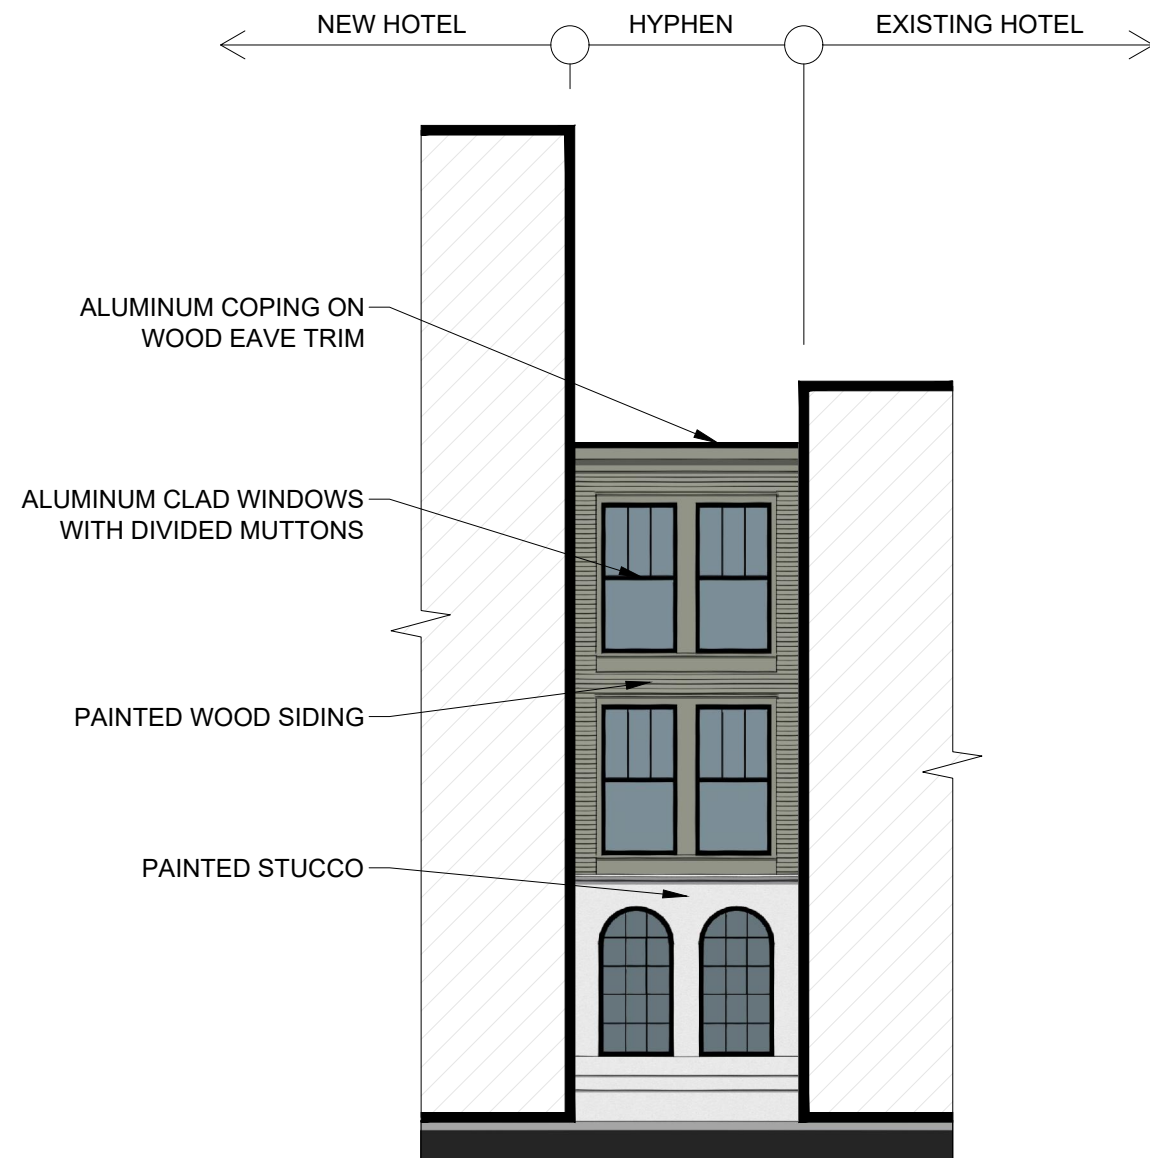 NEW HOTEL
HYPHEN
EXISTING HOTEL
ALUMINUM COPING ON
WOOD EAVE TRIM
ALUMINUM CLAD WINDOWS
WITH DIVIDED MUTTONS
PAINTED WOOD SIDING
PAINTED STUCCO